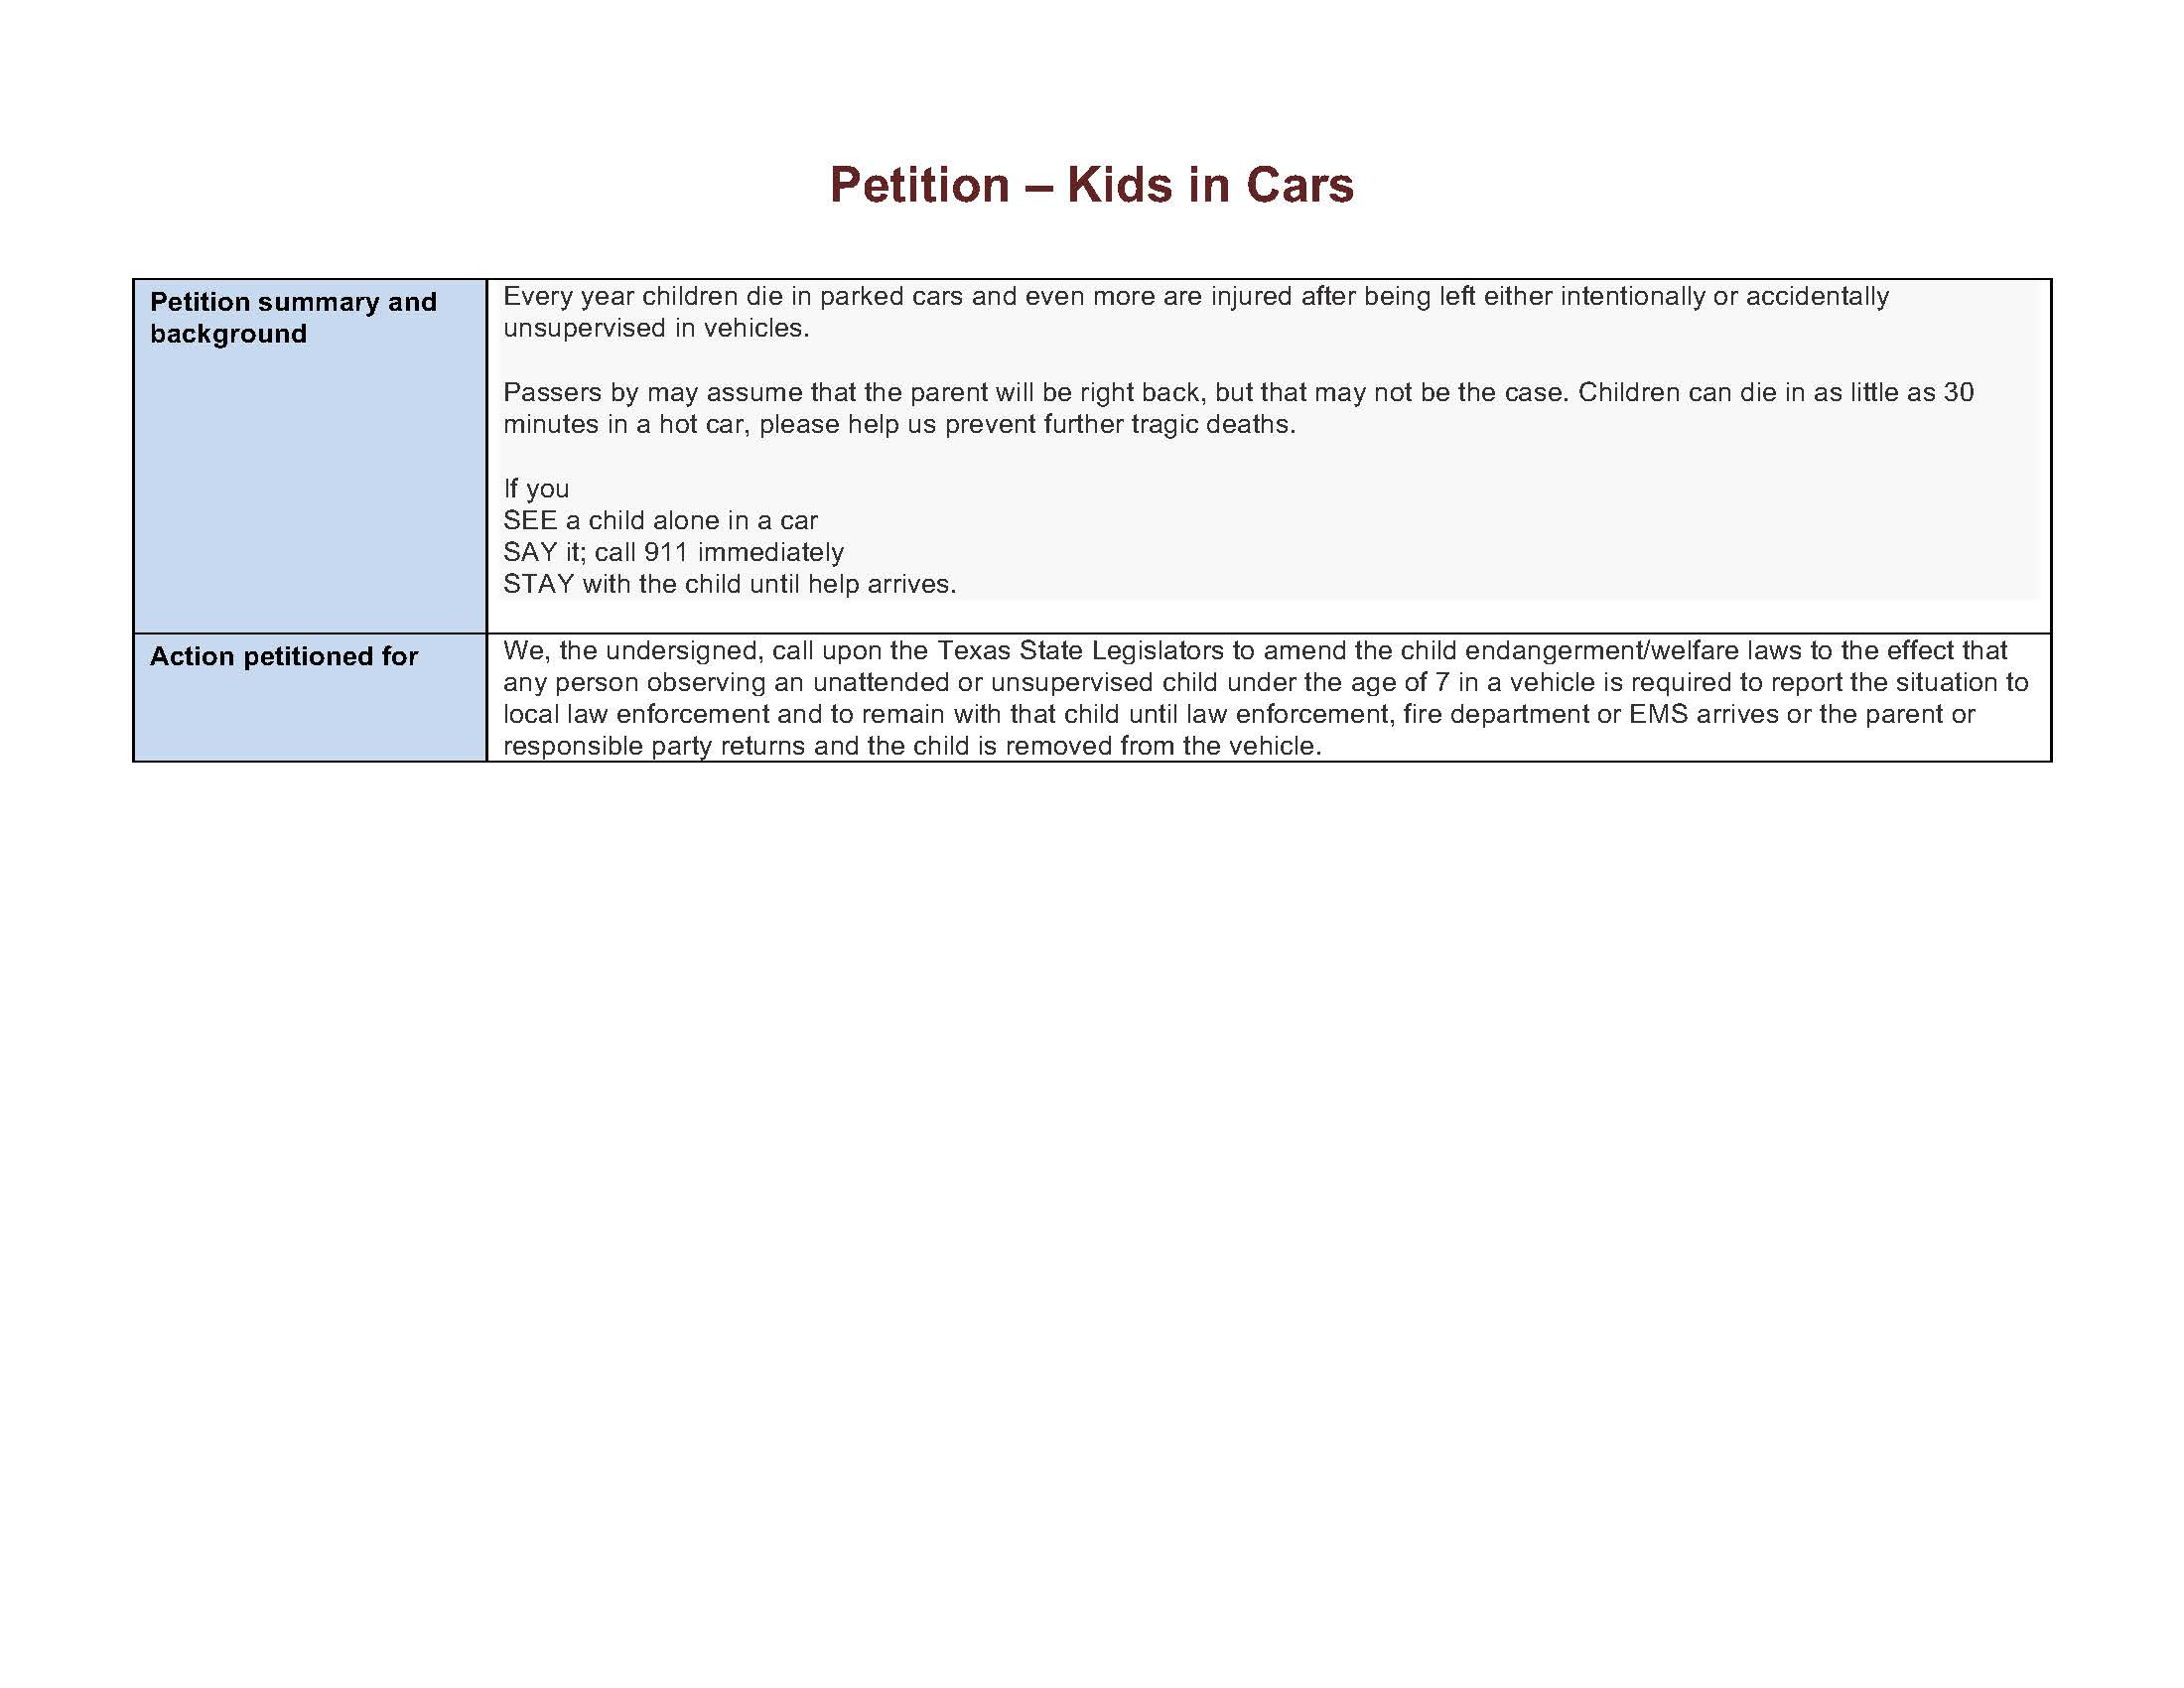 Petition – Kids in Cars
Petition summary and
background
Every year children die in parked cars and even more are injured after being left either intentionally or accidentally
unsupervised in vehicles.
Passers by may assume that the parent will be right back, but that may not be the case. Children can die in as little as 30
minutes in a hot car, please help us prevent further tragic deaths.
If you
SEE a child alone in a car
SAY it; call 911 immediately
STAY with the child until help arrives.
Action petitioned for
We, the undersigned, call upon the Texas State Legislators to amend the child endangerment/welfare laws to the effect that
any person observing an unattended or unsupervised child under the age of 7 in a vehicle is required to report the situation to
local law enforcement and to remain with that child until law enforcement, fire department or EMS arrives or the parent or
responsible party returns and the child is removed from the vehicle.